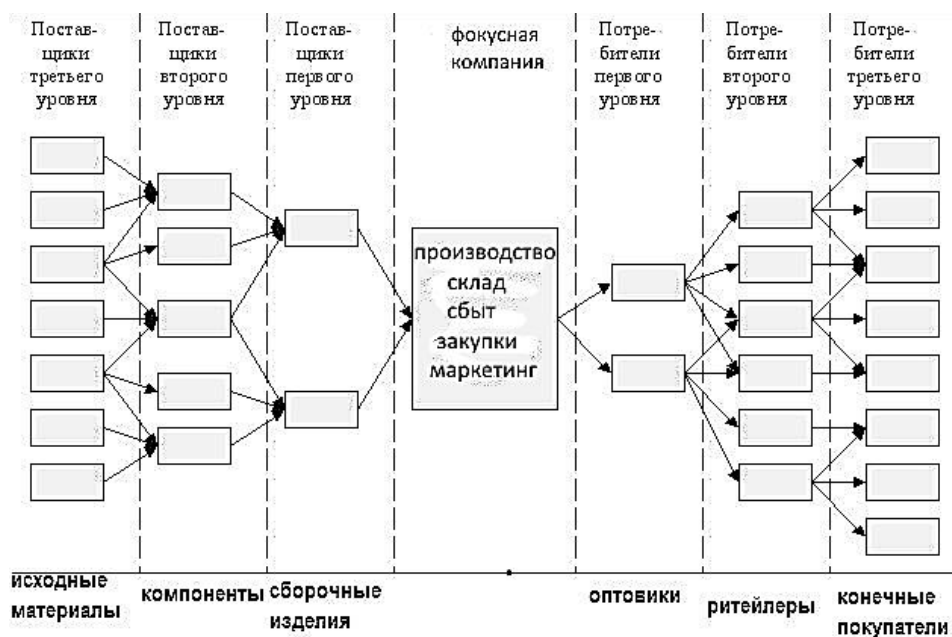 Постав-
щики
третьего
уровня
Постав-
щики
второго
уровня
Постав-
щики
первого
уровня
фокусная
компания
Потре-
бители
первого
уровня
Потре-
бители
второго
уровня
Потре-
бители
третьего
уровня
производство
склад
сбыт
закупки
маркетинг
исходные
материалы
компоненты
сборочные
изделия
оптовики
ритейлеры
конечные
покупатели